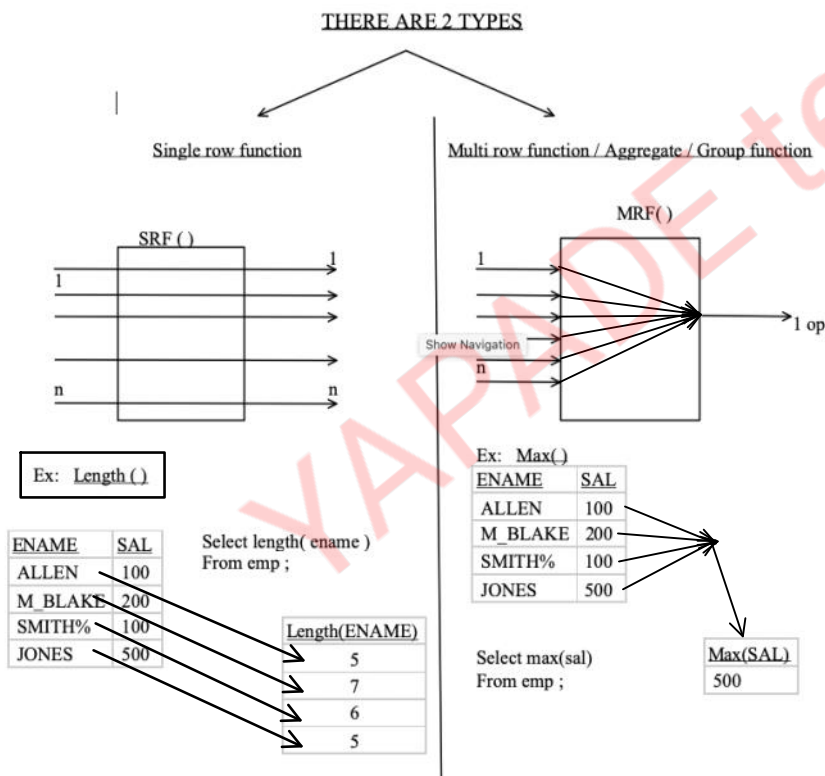 THERE ARE 2 TYPES
Single row function
SRF ( )
1
1
n
n
Ex: Length ( )
ENAME SAL
ALLEN 100
M_BLAKE 200
SMITH% 100
JONES 500
Select length( ename )
From emp ;
Length(ENAME)
5
7
6
5
Multi row function / Aggregate / Group function
MRF( )
1
n
1 op
Show Navigation
Ex: Max( )
ENAME SAL
ALLEN 100
M_BLAKE 200
SMITH% 100
JONES 500
Select max(sal)
From emp ;
Max(SAL)
500
YAPADE te